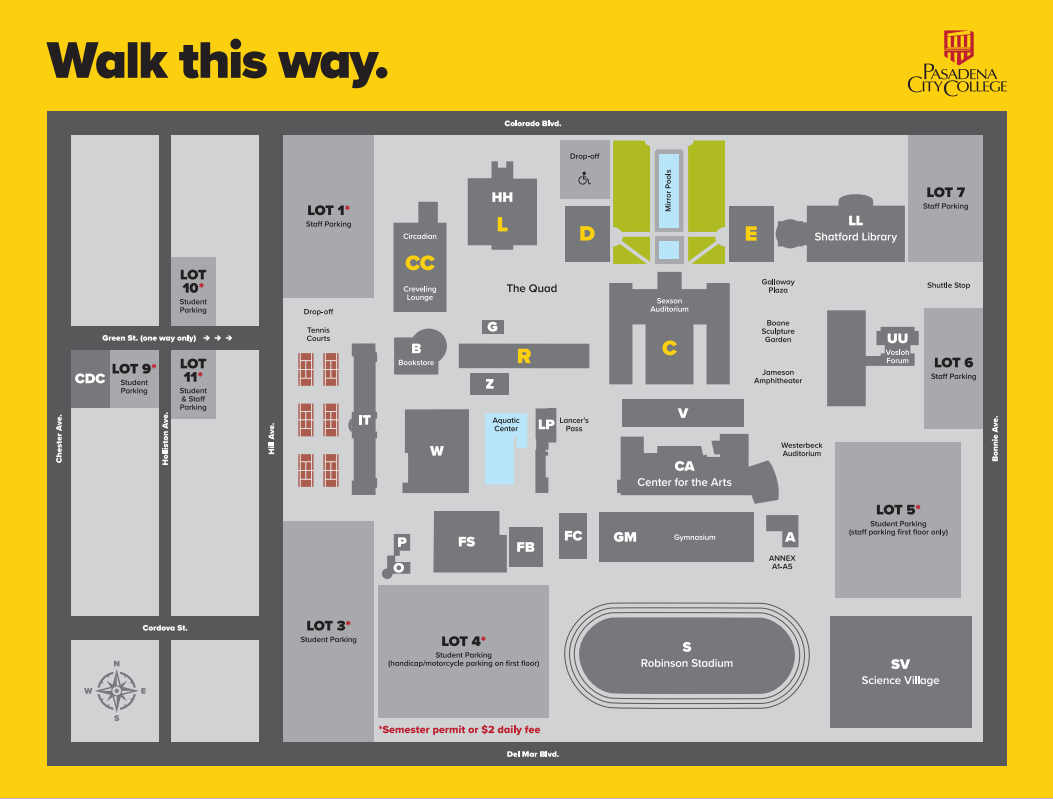 Walk this way.
PASADENA
CITY COLLEGE
Colorado Blvd.
Drop-off
Mirror Pools
LOT 1*
Staff Parking
HH
L
D
E
LL
Shatford Library
LOT 7
Staff Parking
Circadian
CC
Creveling
Lounge
LOT
10*
Student
Parking
The Quad
Sexson
Auditorium
C
Galloway
Plaza
Shuttle Stop
Drop-off
Tennis
Courts
G
Boone
Sculpture
Garden
UU
Vosloh
Forum
Green St. (one way only)
B
Bookstore
R
Z
Jameson
Amphitheater
LOT 6
Staff Parking
CDC
LOT 9*
Student
Parking
LOT
11*
Student
& Staff
Parking
Chester Ave.
Holliston Ave.
Hill Ave.
Bonnie Ave.
IT
W
Aquatic
Center
LP
Lancer's
Pass
V
CA
Center for the Arts
Westerbeck
Auditorium
LOT 5*
Student Parking
(staff parking first floor only)
P
O
FS
FB
FC
GM
Gymnasium
A
ANNEX
A1-A5
Cordova St.
LOT 3*
Student Parking
LOT 4*
Student Parking
(handicap/motorcycle parking on first floor)
S
Robinson Stadium
SV
Science Village
N
W
E
S
*Semester permit or $2 daily fee
Del Mar Blvd.